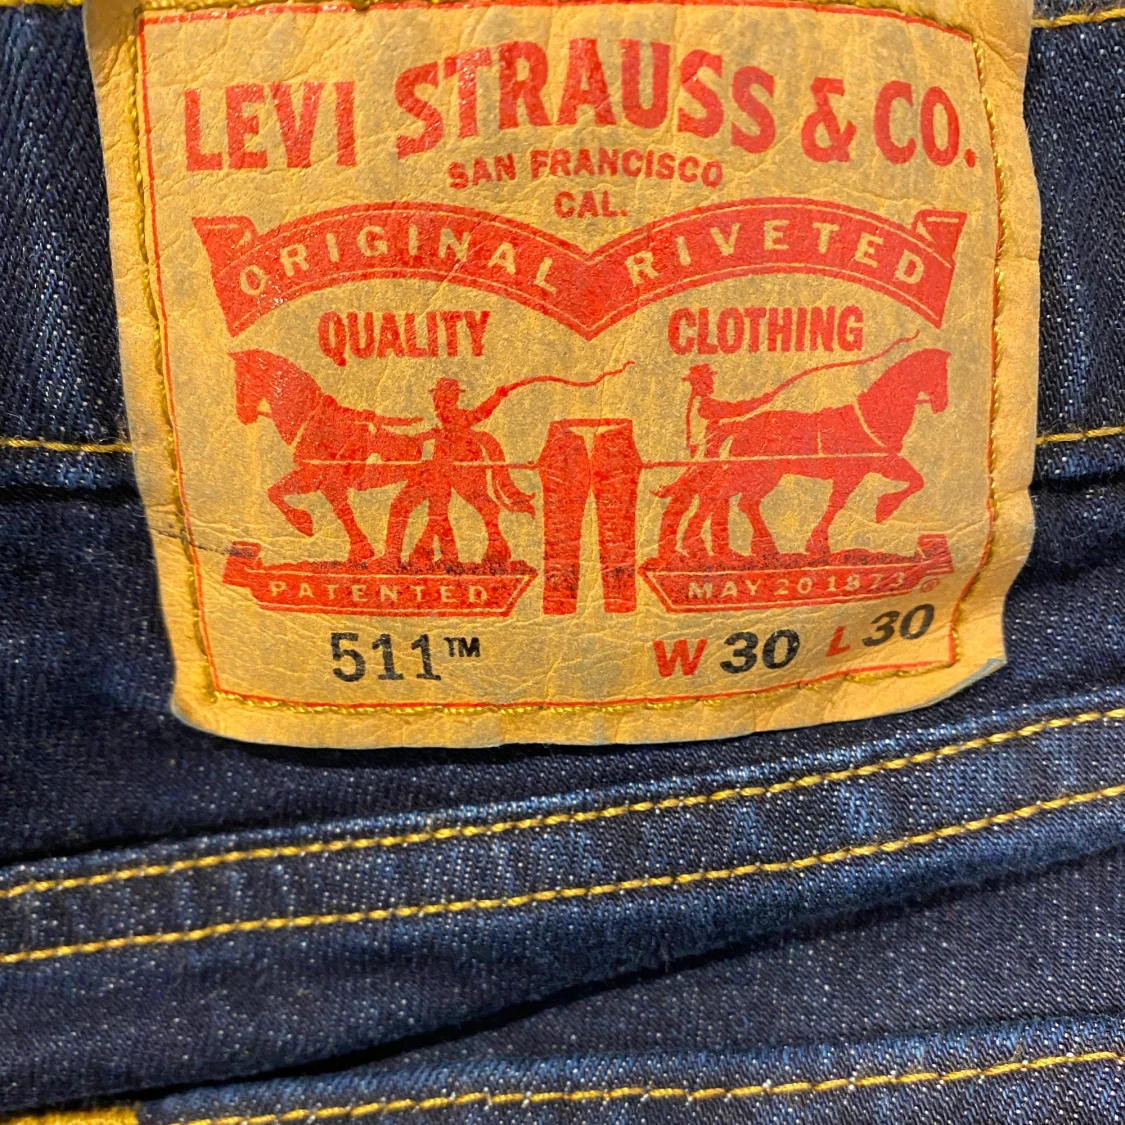 LEVI STRAUSS & CO.
SAN FRANCISCO
CAL.
ORIGINAL RIVETED
QUALITY CLOTHING
PATENTED MAY 20 1873 ®
511™ W 30 L 30